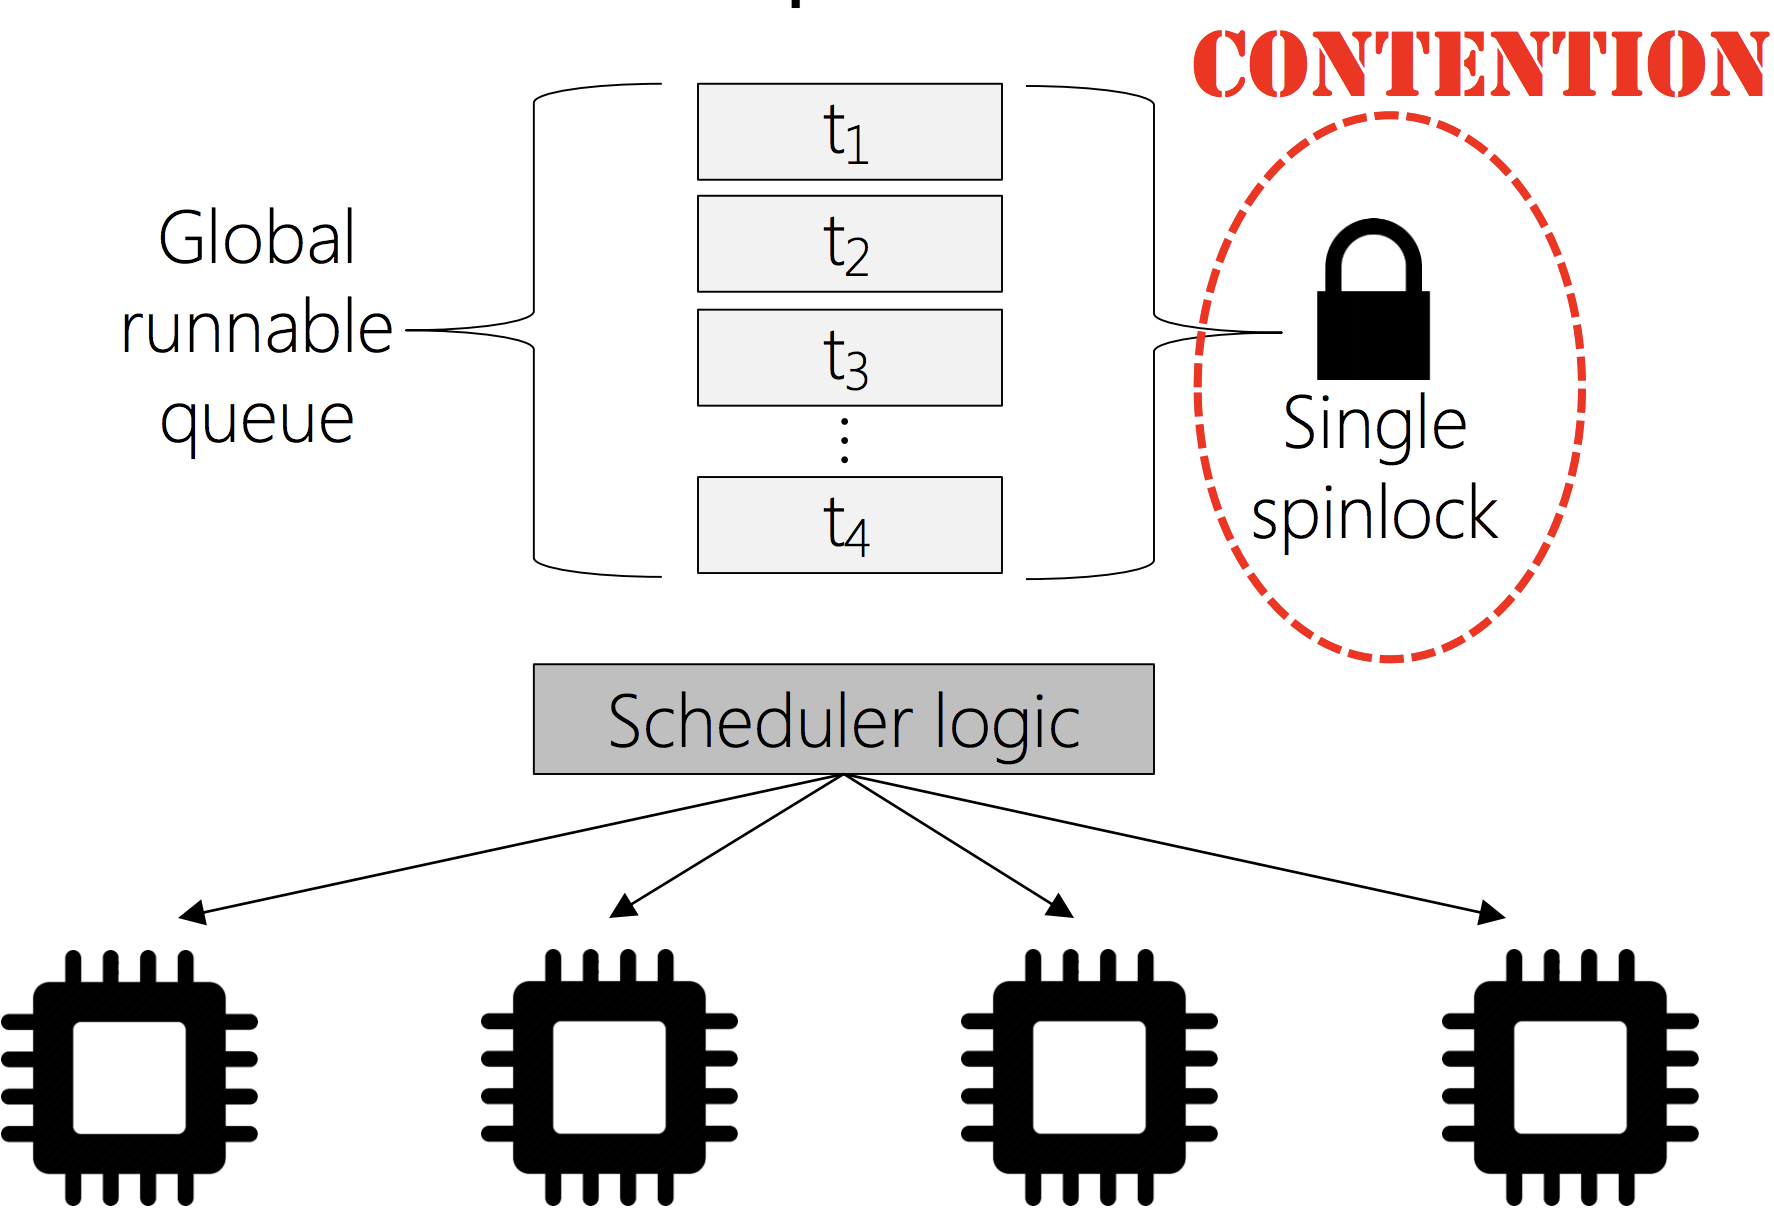 CONTENTION
Global
runnable
queue
t1
t2
t3
⋮
t4
Single
spinlock
Scheduler logic